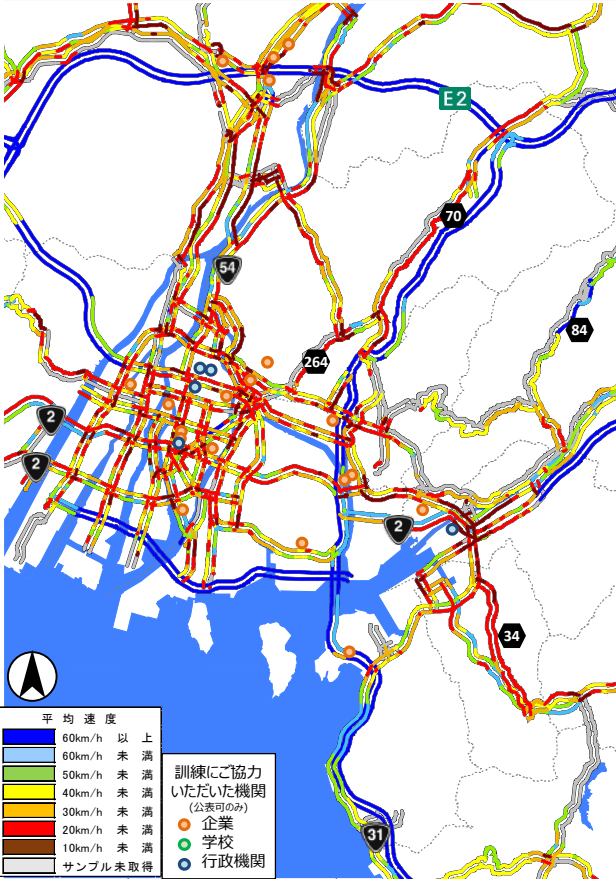 E2
70
54
84
264
2
2
2
34
31
平 均 速 度
60km/h 以 上
60km/h 未 満
50km/h 未 満
40km/h 未 満
30km/h 未 満
20km/h 未 満
10km/h 未 満
サンプル未取得
訓練にご協力
いただいた機関
(公表可のみ)
企業
学校
行政機関